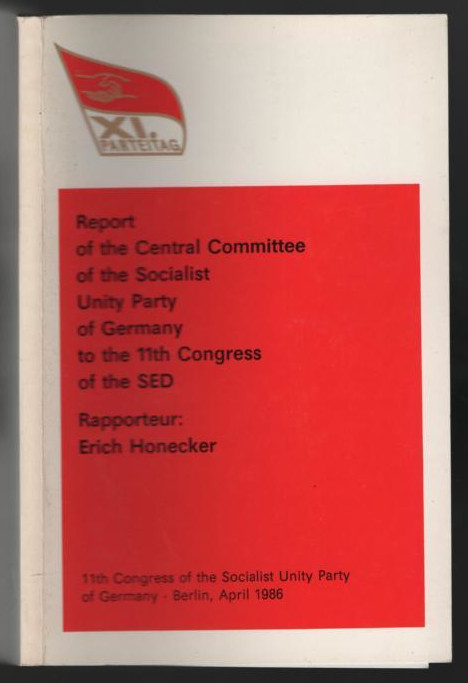 XI.
PARTEITAG
Report
of the Central Committee
of the Socialist
Unity Party
of Germany
to the 11th Congress
of the SED
Rapporteur:
Erich Honecker
11th Congress of the Socialist Unity Party
of Germany · Berlin, April 1986